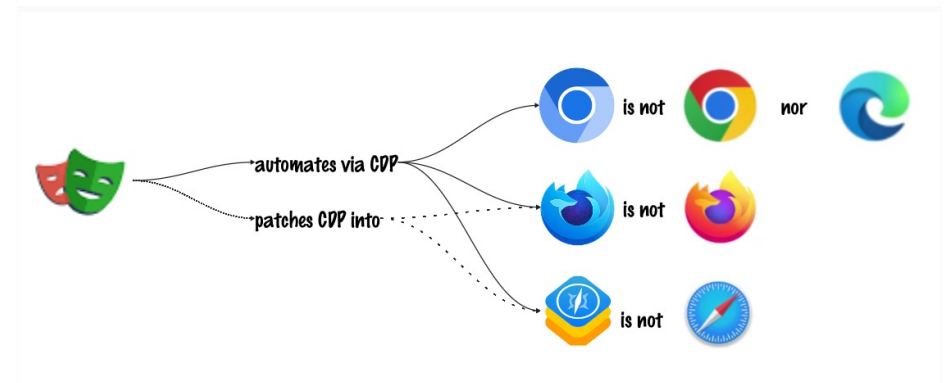 is not
nor
automates via CDP
patches CDP into
is not
is not